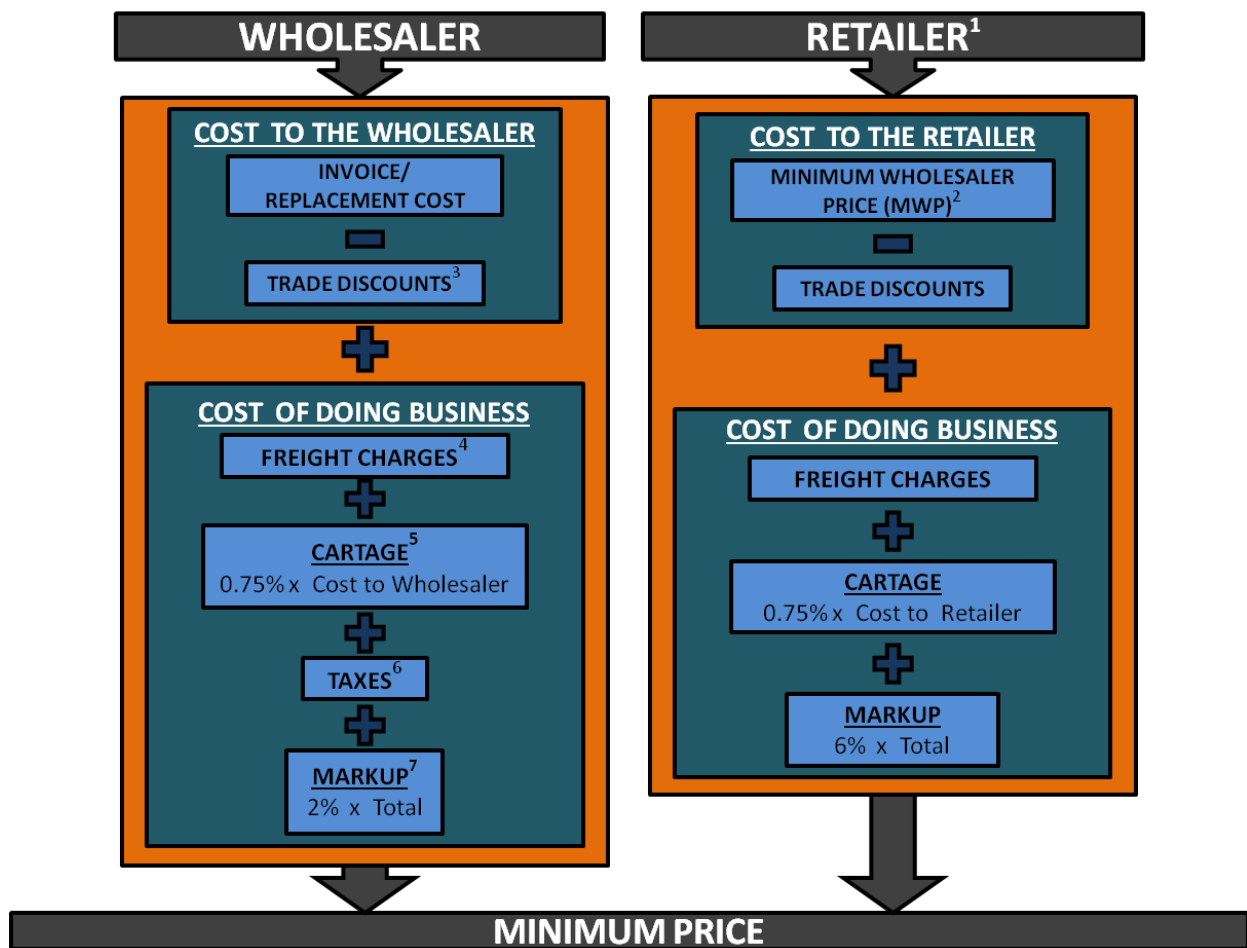 WHOLESALER
COST  TO THE WHOLESALER
INVOICE/
REPLACEMENT COST
TRADE DISCOUNTS3
COST  OF DOING BUSINESS
FREIGHT CHARGES4
CARTAGE5
0.75% x  Cost to Wholesaler
TAXES6
MARKUP7
2%  x  Total
RETAILER1
COST  TO THE RETAILER
MINIMUM WHOLESALER
PRICE (MWP)2
TRADE DISCOUNTS
COST  OF DOING BUSINESS
FREIGHT CHARGES
CARTAGE
0.75% x  Cost to  Retailer
MARKUP
6%  x  Total
MINIMUM PRICE